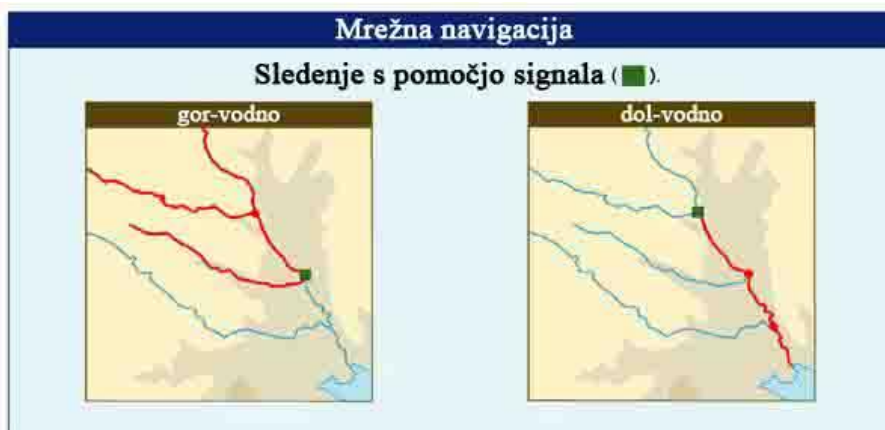 Mrežna navigacija
Sledenje s pomočjo signala ( ).
gor-vodno
dol-vodno